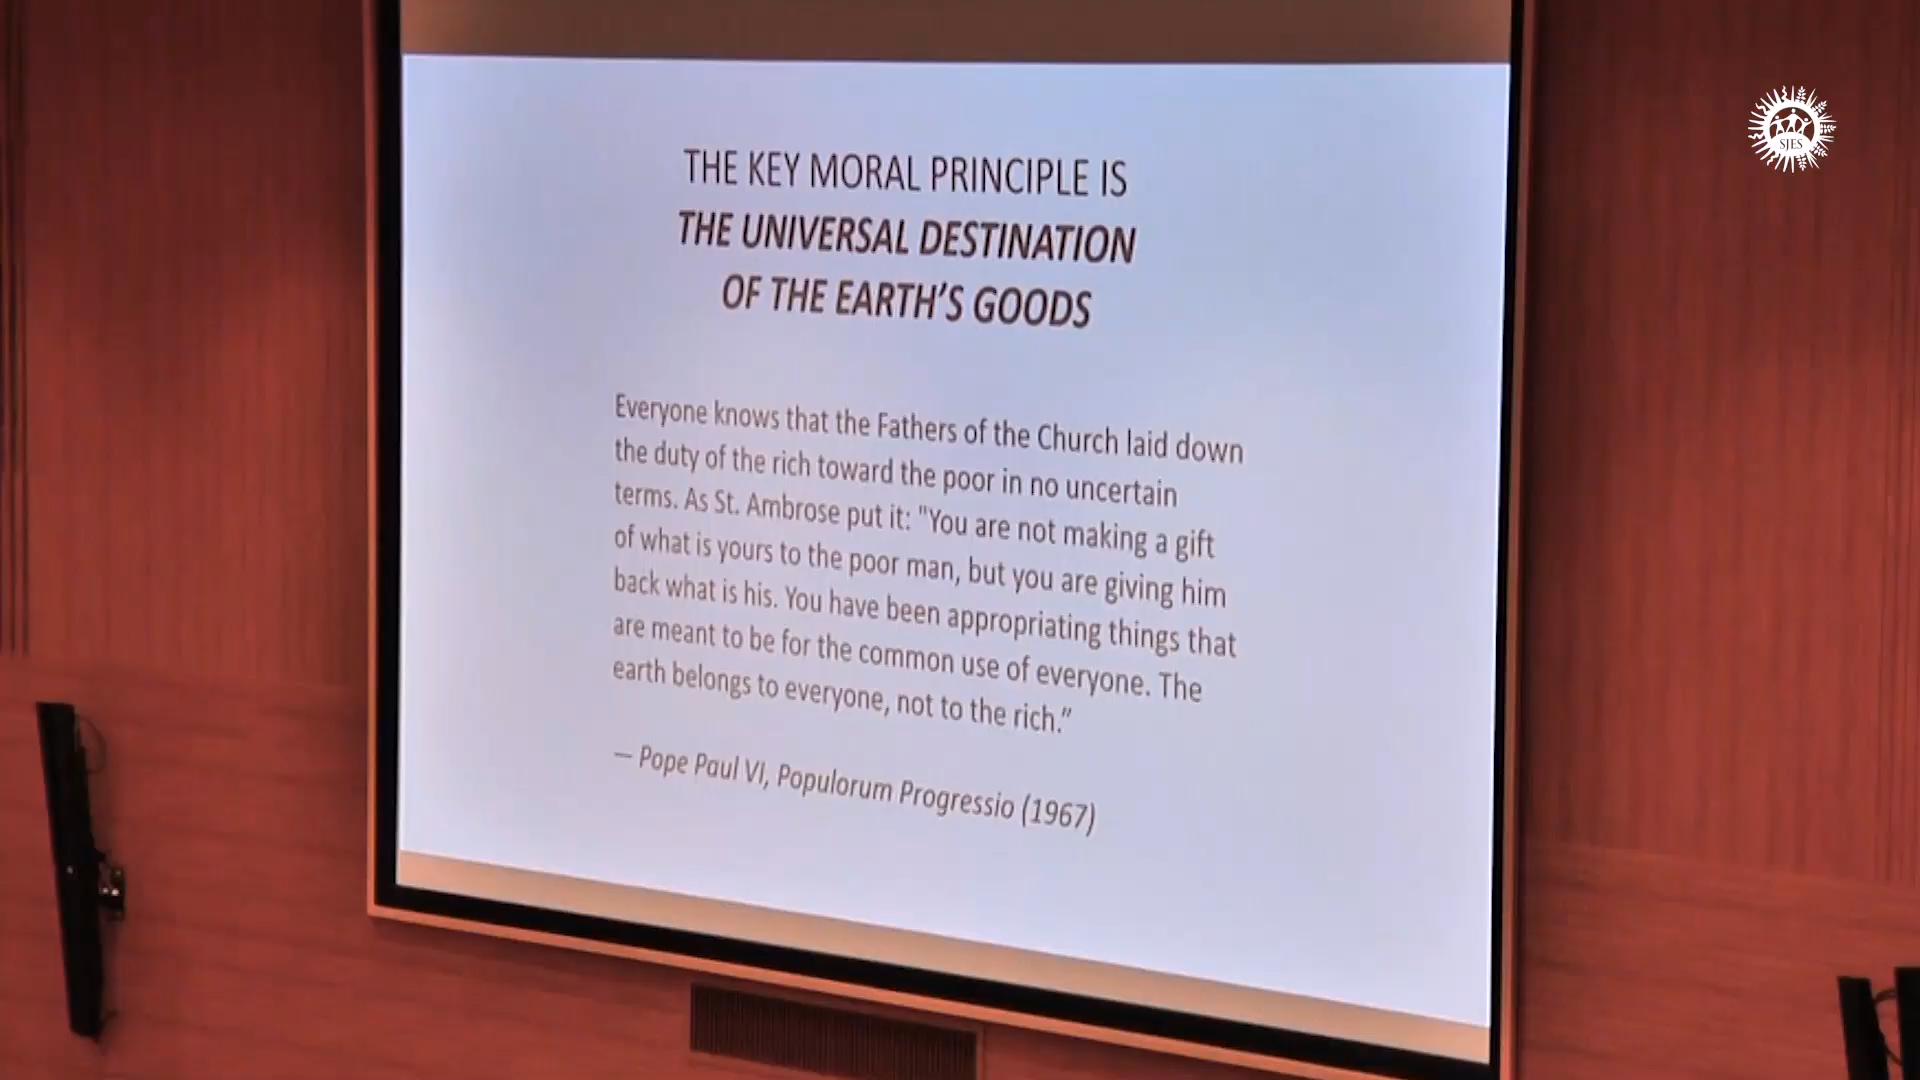 THE KEY MORAL PRINCIPLE IS
THE UNIVERSAL DESTINATION
OF THE EARTH'S GOODS
Everyone knows that the Fathers of the Church laid down
the duty of the rich toward the poor in no uncertain
terms. As St. Ambrose put it: "You are not making a gift
of what is yours to the poor man, but you are giving him
back what is his. You have been appropriating things that
are meant to be for the common use of everyone. The
earth belongs to everyone, not to the rich.”
— Pope Paul VI, Populorum Progressio (1967)
SJES